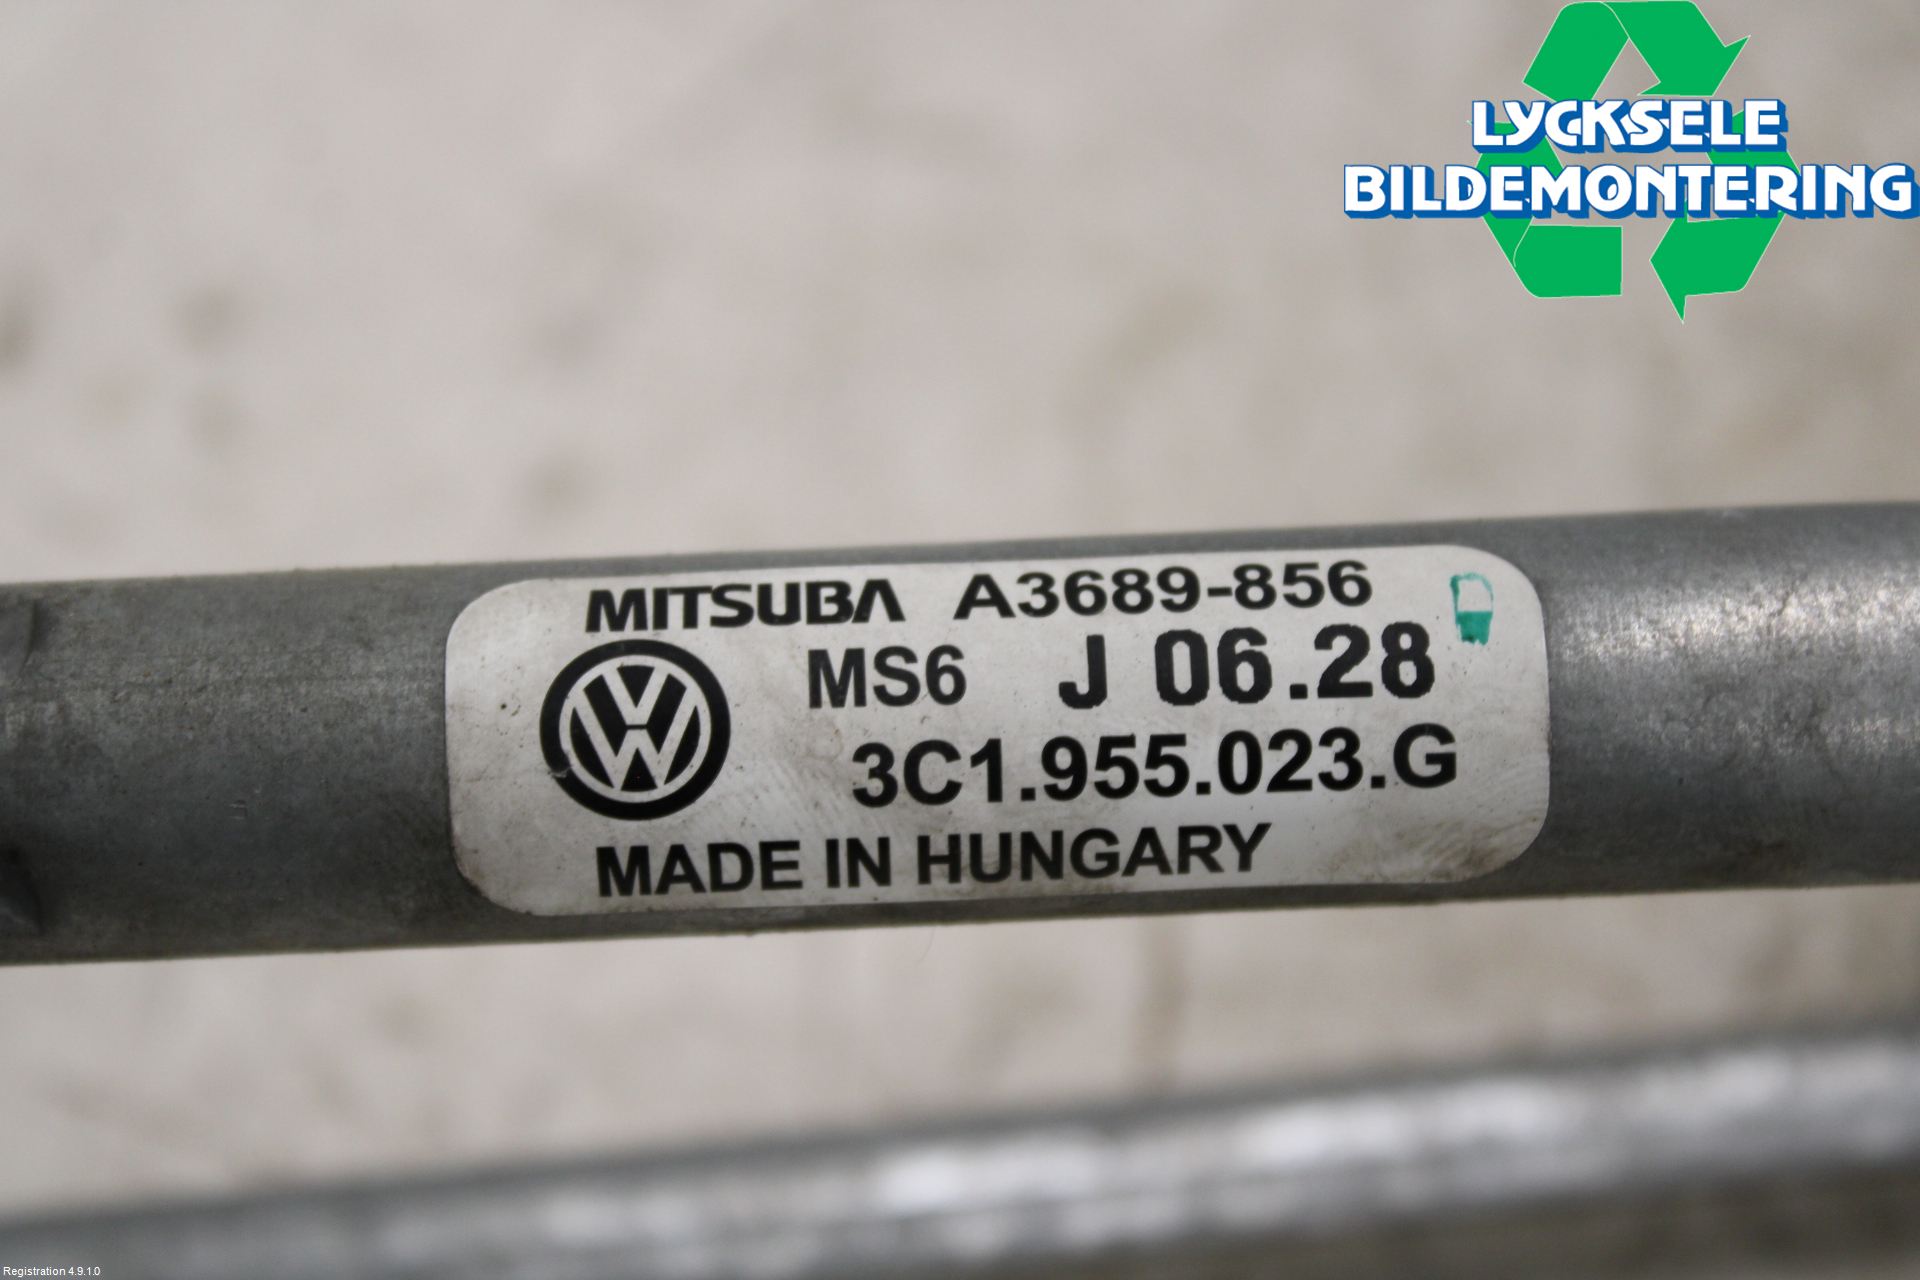 LYCKSELE
BILDEMONTERING
MITSUBA A3689-856
MS6 J 06.28
3C1.955.023.G
MADE IN HUNGARY
Registration 4.9.1.0